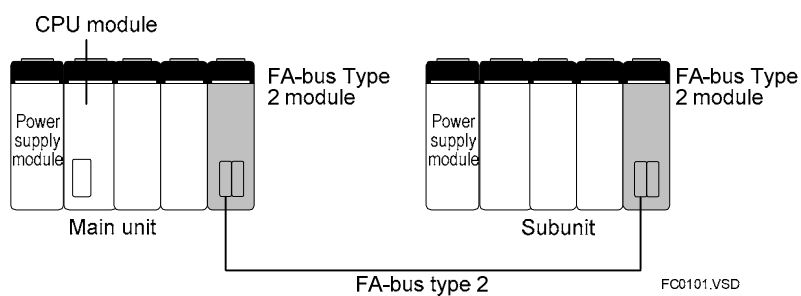 CPU module
FA-bus Type
2 module
FA-bus Type
2 module
Power
supply
module
Power
supply
module
Main unit
Subunit
FA-bus type 2
FC0101.VSD